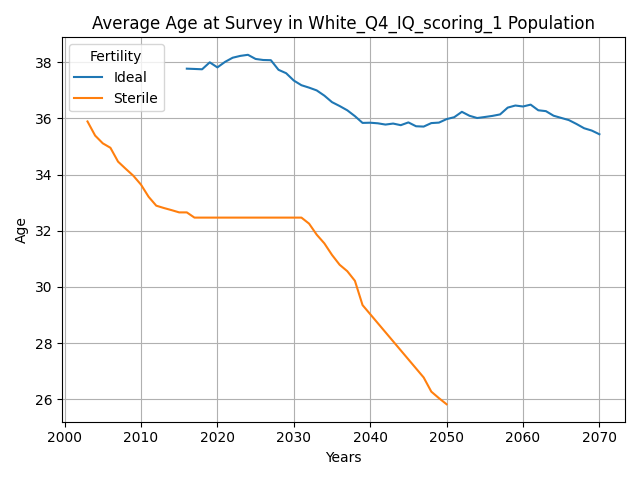 Average Age at Survey in White_Q4_IQ_scoring_1 Population
Fertility
Ideal
Sterile
Age
38
36
34
32
30
28
26
2000 2010 2020 2030 2040 2050 2060 2070
Years